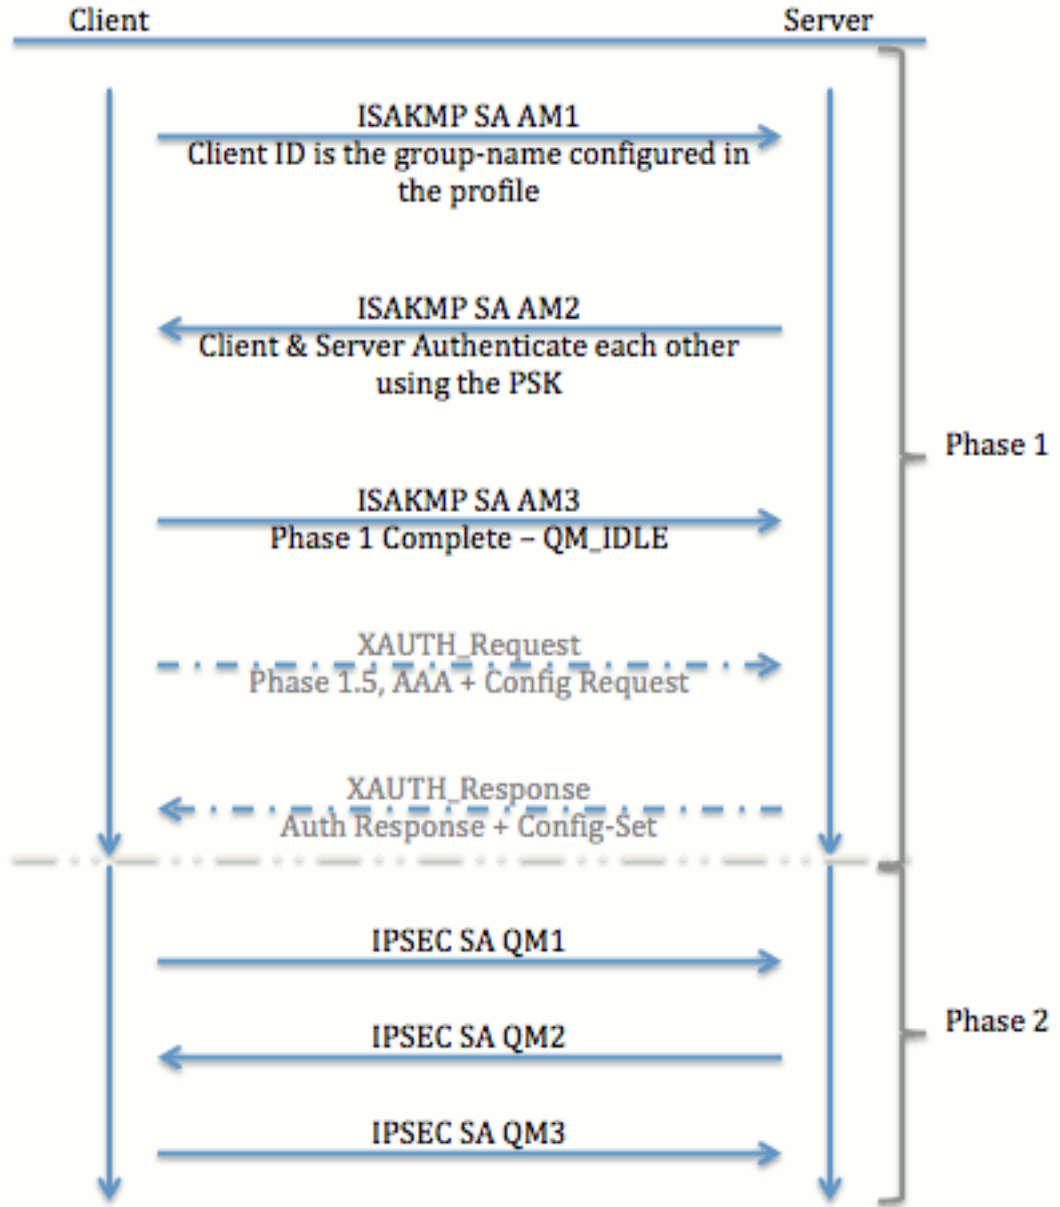 Client
Server
ISAKMP SA AM1
Client ID is the group-name configured in
the profile
ISAKMP SA AM2
Client & Server Authenticate each other
using the PSK
Phase 1
ISAKMP SA AM3
Phase 1 Complete – QM_IDLE
XAUTH_Request
Phase 1.5, AAA + Config Request
XAUTH_Response
Auth Response + Config-Set
IPSEC SA QM1
Phase 2
IPSEC SA QM2
IPSEC SA QM3